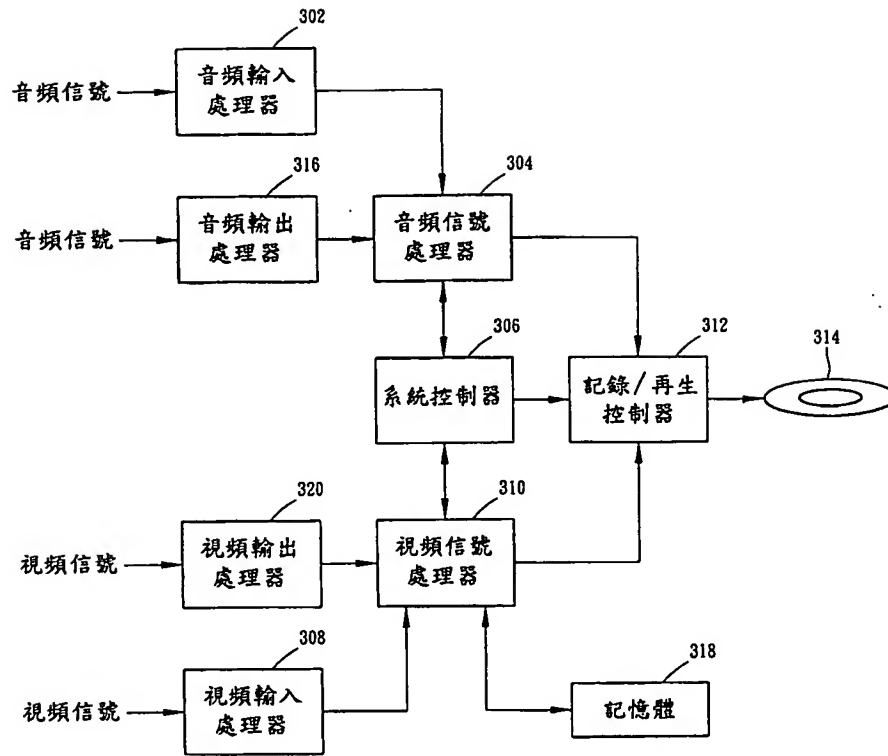 302
音頻信號
音頻輸入
處理器
316
304
音頻信號
音頻輸出
處理器
音頻信號
處理器
306
312
314
系統控制器
記錄/再生
控制器
320
310
視頻信號
視頻輸出
處理器
視頻信號
處理器
308
318
視頻信號
視頻輸入
處理器
記憶體